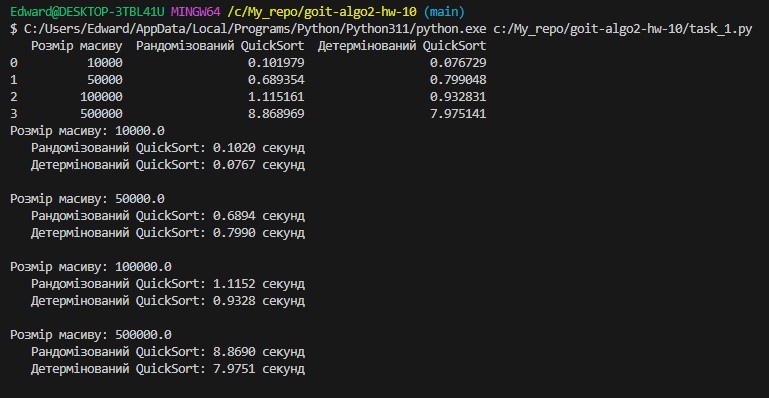 Edward@DESKTOP-3TBL41U MINGW64 /c/My_repo/goit-algo2-hw-10 (main)
$ C:/Users/Edward/AppData/Local/Programs/Python/Python311/python.exe c:/My_repo/goit-algo2-hw-10/task_1.py
Розмір масиву Рандомізований QuickSort Детермінований QuickSort
0 10000 0.101979 0.076729
1 50000 0.689354 0.799048
2 100000 1.115161 0.932831
3 500000 8.868969 7.975141
Розмір масиву: 10000.0
Рандомізований QuickSort: 0.1020 секунд
Детермінований QuickSort: 0.0767 секунд
Розмір масиву: 50000.0
Рандомізований QuickSort: 0.6894 секунд
Детермінований QuickSort: 0.7990 секунд
Розмір масиву: 100000.0
Рандомізований QuickSort: 1.1152 секунд
Детермінований QuickSort: 0.9328 секунд
Розмір масиву: 500000.0
Рандомізований QuickSort: 8.8690 секунд
Детермінований QuickSort: 7.9751 секунд